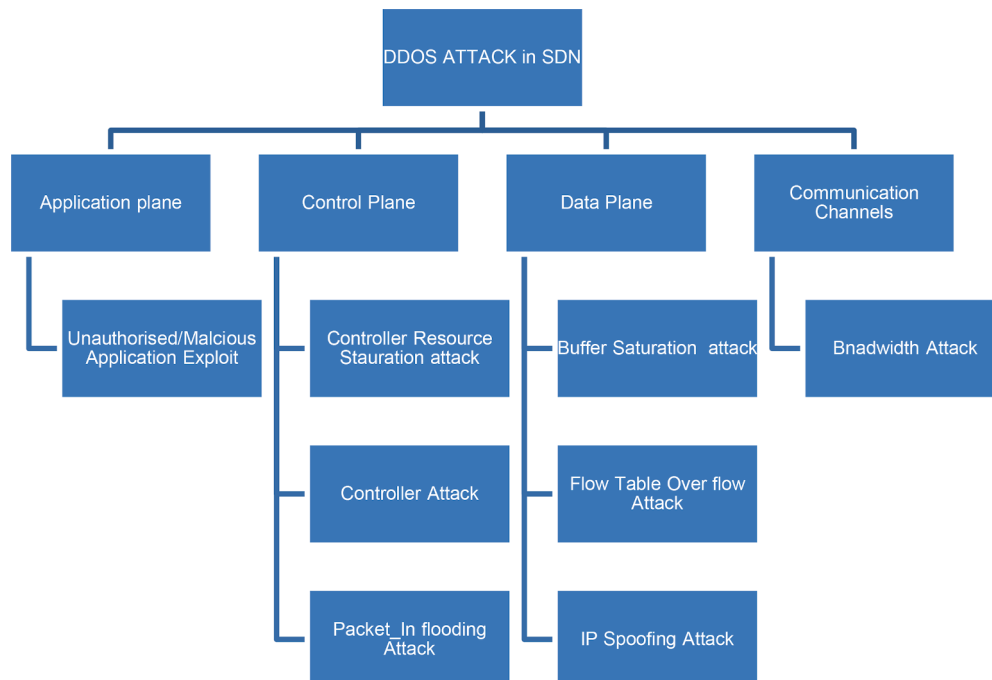 DDOS ATTACK in SDN
Application plane
Control Plane
Data Plane
Communication
Channels
Unauthorised/Malcious
Application Exploit
Controller Resource
Stauration attack
Buffer Saturation attack
Bnadwidth Attack
Controller Attack
Flow Table Over flow
Attack
Packet_In flooding
Attack
IP Spoofing Attack